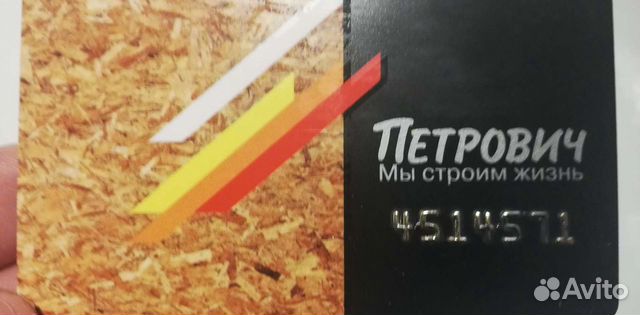 ПЕТРОВИЧ
Мы строим жизнь
4514571
Avito